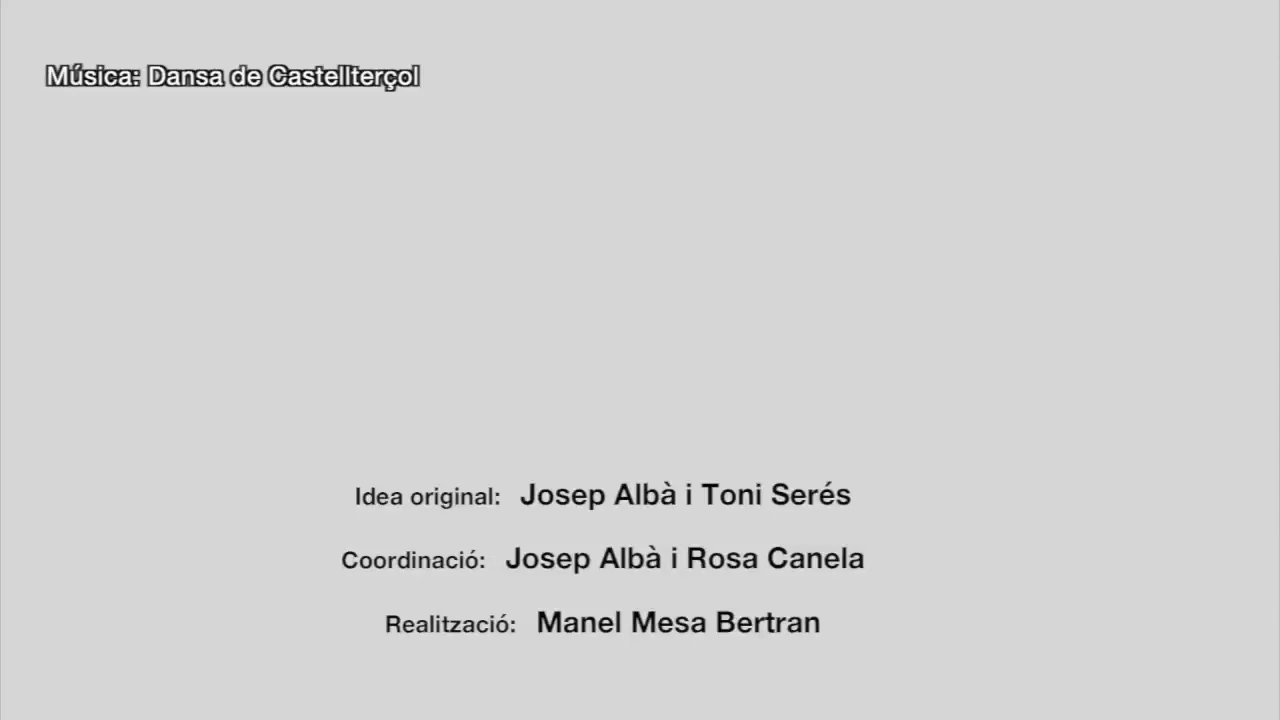 Música: Dansa de Castellterçol
Idea original: Josep Albà i Toni Serés
Coordinació: Josep Albà i Rosa Canela
Realització: Manel Mesa Bertran